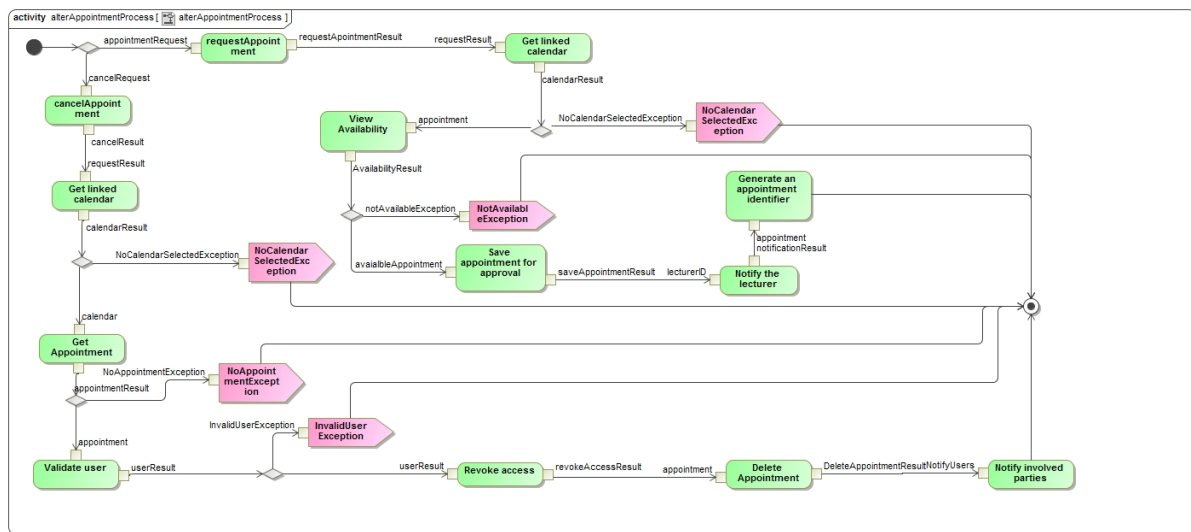 activity alterAppointmentProcess [ alterAppointmentProcess ]
appointmentRequest
requestAppoint
ment
requestApointmentResult
requestResult
Get linked
calendar
calendarResult
cancelRequest
cancelAppoint
ment
cancelResult
requestResult
Get linked
calendar
calendarResult
View
Availability
appointment
NoCalendarSelectedException
NoCalendar
SelectedExc
eption
AvailabilityResult
notAvailableException
NotAvailabl
eException
Generate an
appointment
identifier
appointment
notificationResult
avaialbleAppointment
Save
appointment for
approval
saveAppointmentResult
lecturerID
Notify the
lecturer
NoCalendarSelectedException
NoCalendar
SelectedExc
eption
calendar
Get
Appointment
NoAppointmentException
appointmentResult
NoAppoint
mentExcept
ion
InvalidUserException
InvalidUser
Exception
appointment
Validate user
userResult
userResult
Revoke access
revokeAccessResult
appointment
Delete
Appointment
DeleteAppointmentResult
NotifyUsers
Notify involved
parties